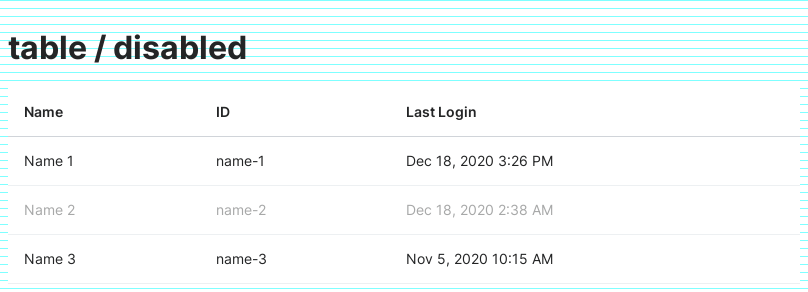 table / disabled
Name ID Last Login
Name 1 name-1 Dec 18, 2020 3:26 PM
Name 2 name-2 Dec 18, 2020 2:38 AM
Name 3 name-3 Nov 5, 2020 10:15 AM